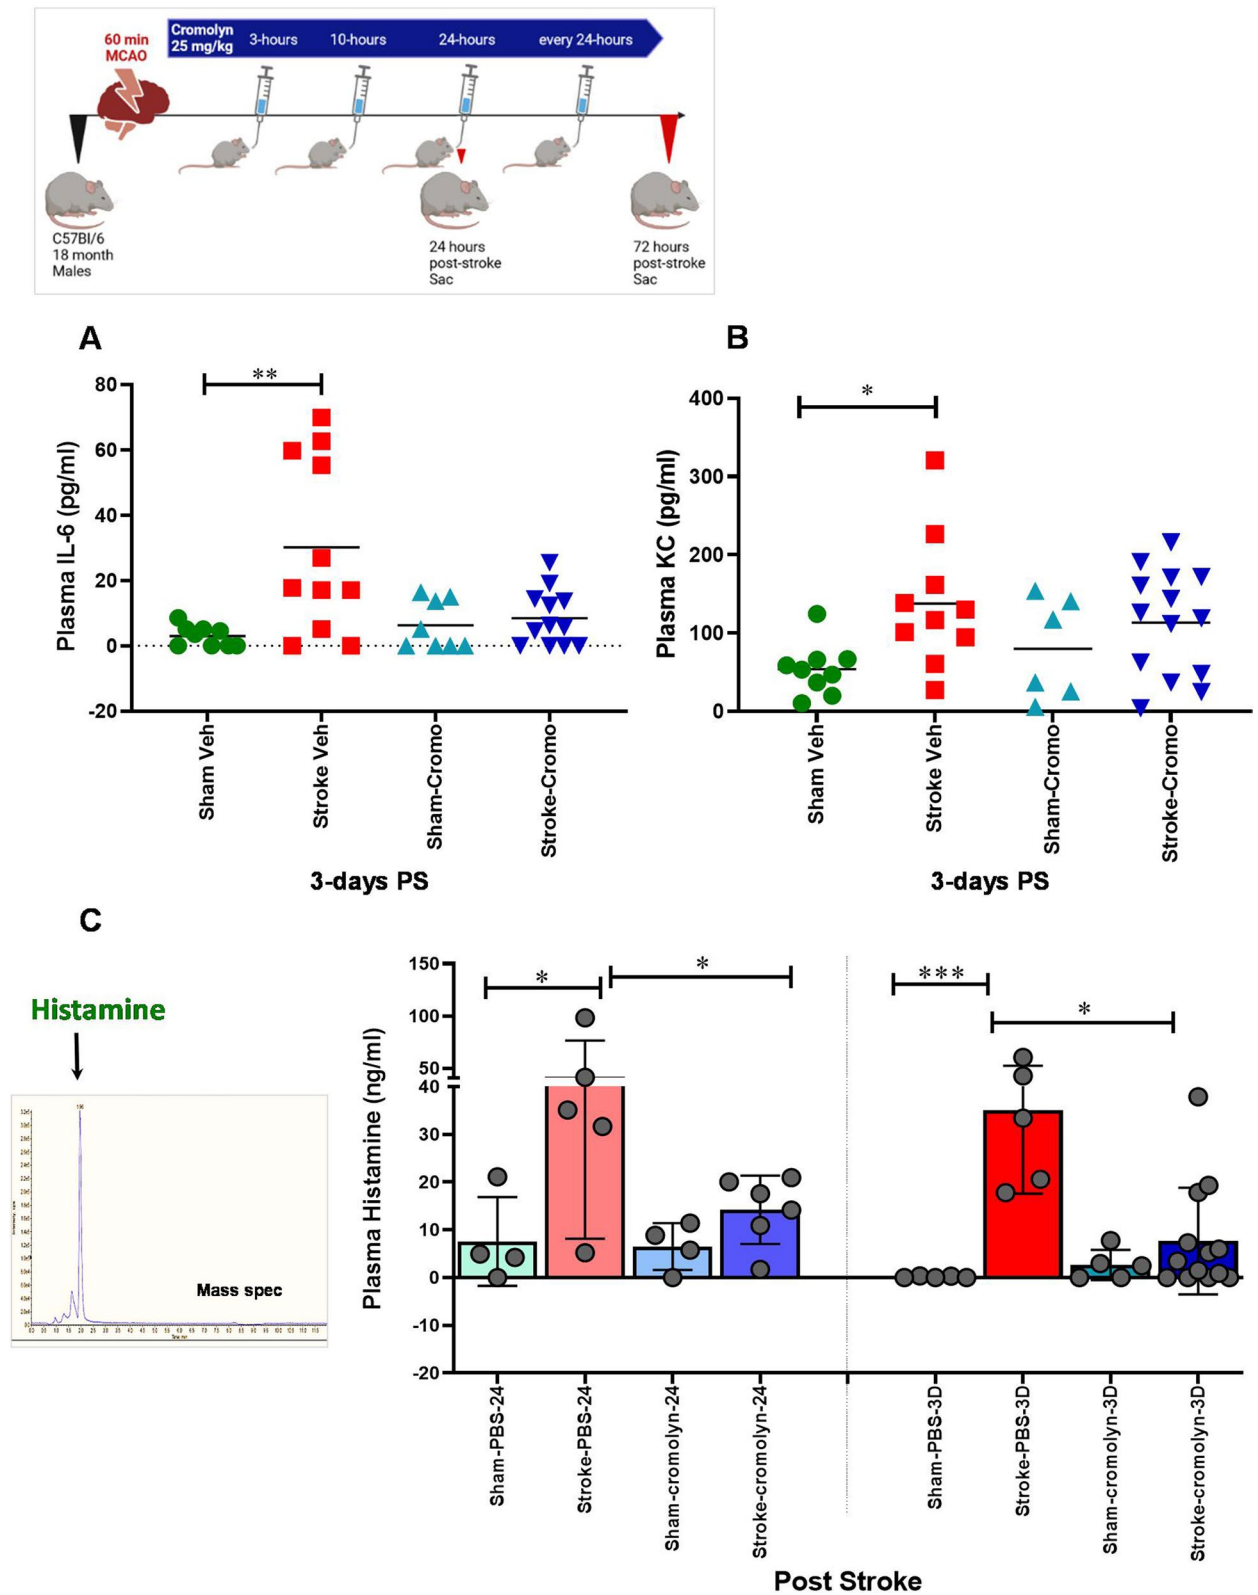 60 min
MCAO
Cromolyn
25 mg/kg
3-hours
10-hours
24-hours
every 24-hours
C57Bl/6
18 month
Males
24 hours
post-stroke
Sac
72 hours
post-stroke
Sac
A
**
80
60
40
20
0
-20
Plasma IL-6 (pg/ml)
Sham Veh
Stroke Veh
Sham-Cromo
Stroke-Cromo
3-days PS
B
*
400
300
200
100
0
Plasma KC (pg/ml)
Sham Veh
Stroke Veh
Sham-Cromo
Stroke-Cromo
3-days PS
C
Histamine
Mass spec
Plasma Histamine (ng/ml)
150
100
50
40
30
20
10
0
-10
-20
*
*
***
*
Sham-PBS-24
Stroke-PBS-24
Sham-cromolyn-24
Stroke-cromolyn-24
Sham-PBS-3D
Stroke-PBS-3D
Sham-cromolyn-3D
Stroke-cromolyn-3D
Post Stroke